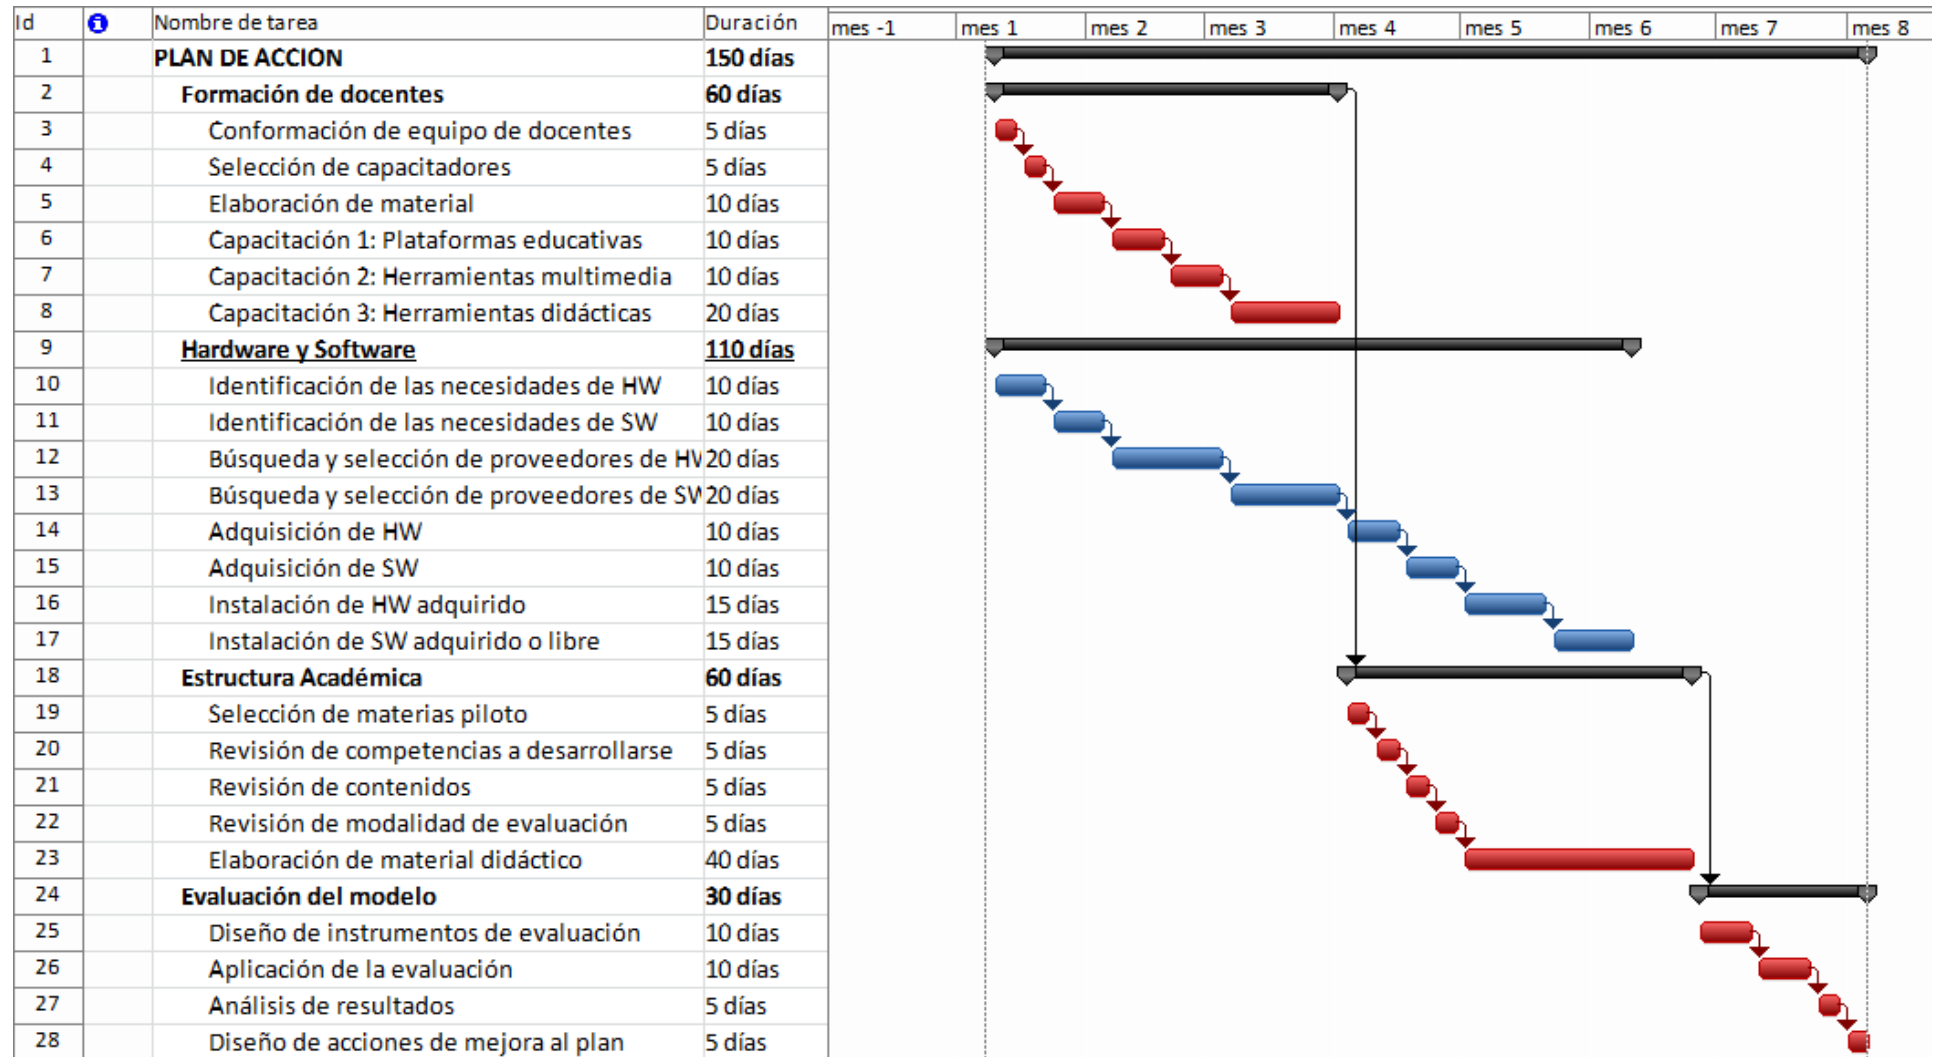 Id Nombre de tarea Duración mes -1 mes 1 mes 2 mes 3 mes 4 mes 5 mes 6 mes 7 mes 8
1 PLAN DE ACCION 150 días
2 Formación de docentes 60 días
3 Conformación de equipo de docentes 5 días
4 Selección de capacitadores 5 días
5 Elaboración de material 10 días
6 Capacitación 1: Plataformas educativas 10 días
7 Capacitación 2: Herramientas multimedia 10 días
8 Capacitación 3: Herramientas didácticas 20 días
9 Hardware y Software 110 días
10 Identificación de las necesidades de HW 10 días
11 Identificación de las necesidades de SW 10 días
12 Búsqueda y selección de proveedores de HW 20 días
13 Búsqueda y selección de proveedores de SW 20 días
14 Adquisición de HW 10 días
15 Adquisición de SW 10 días
16 Instalación de HW adquirido 15 días
17 Instalación de SW adquirido o libre 15 días
18 Estructura Académica 60 días
19 Selección de materias piloto 5 días
20 Revisión de competencias a desarrollarse 5 días
21 Revisión de contenidos 5 días
22 Revisión de modalidad de evaluación 5 días
23 Elaboración de material didáctico 40 días
24 Evaluación del modelo 30 días
25 Diseño de instrumentos de evaluación 10 días
26 Aplicación de la evaluación 10 días
27 Análisis de resultados 5 días
28 Diseño de acciones de mejora al plan 5 días